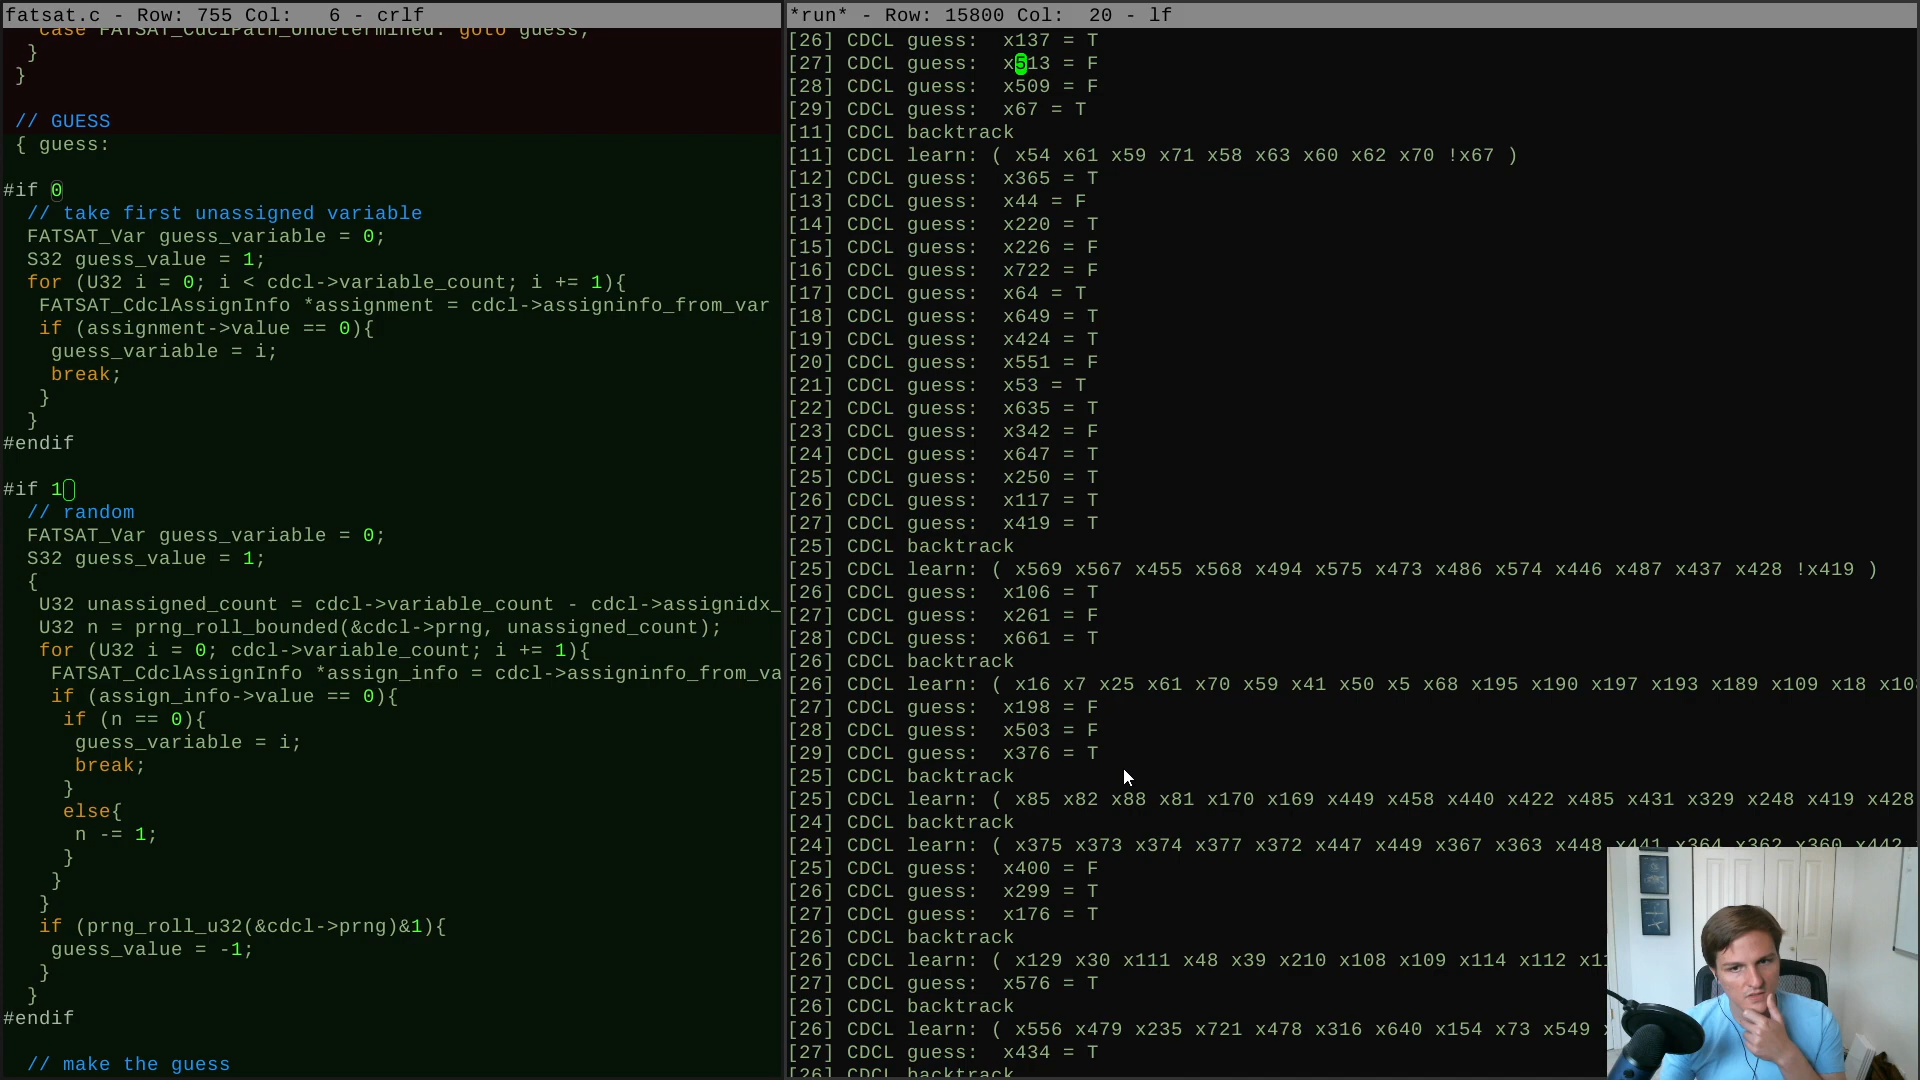 fatsat.c - Row: 755 Col:   6 - crlf
case FATSAT_CdclPath_Undetermined: goto guess;
}
}
// GUESS
{ guess:
#if 0
// take first unassigned variable
FATSAT_Var guess_variable = 0;
S32 guess_value = 1;
for (U32 i = 0; i < cdcl->variable_count; i += 1){
FATSAT_CdclAssignInfo *assignment = cdcl->assigninfo_from_var
if (assignment->value == 0){
guess_variable = i;
break;
}
}
#endif
#if 1
// random
FATSAT_Var guess_variable = 0;
S32 guess_value = 1;
{
U32 unassigned_count = cdcl->variable_count - cdcl->assignidx_
U32 n = prng_roll_bounded(&cdcl->prng, unassigned_count);
for (U32 i = 0; cdcl->variable_count; i += 1){
FATSAT_CdclAssignInfo *assign_info = cdcl->assigninfo_from_va
if (assign_info->value == 0){
if (n == 0){
guess_variable = i;
break;
}
else{
n -= 1;
}
}
}
if (prng_roll_u32(&cdcl->prng)&1){
guess_value = -1;
}
}
#endif
// make the guess
*run* - Row: 15800 Col:  20 - lf
[26] CDCL guess:  x137 = T
[27] CDCL guess:  x513 = F
[28] CDCL guess:  x509 = F
[29] CDCL guess:  x67 = T
[11] CDCL backtrack
[11] CDCL learn: ( x54 x61 x59 x71 x58 x63 x60 x62 x70 !x67 )
[12] CDCL guess:  x365 = T
[13] CDCL guess:  x44 = F
[14] CDCL guess:  x220 = T
[15] CDCL guess:  x226 = F
[16] CDCL guess:  x722 = F
[17] CDCL guess:  x64 = T
[18] CDCL guess:  x649 = T
[19] CDCL guess:  x424 = T
[20] CDCL guess:  x551 = F
[21] CDCL guess:  x53 = T
[22] CDCL guess:  x635 = T
[23] CDCL guess:  x342 = F
[24] CDCL guess:  x647 = T
[25] CDCL guess:  x250 = T
[26] CDCL guess:  x117 = T
[27] CDCL guess:  x419 = T
[25] CDCL backtrack
[25] CDCL learn: ( x569 x567 x455 x568 x494 x575 x473 x486 x574 x446 x487 x437 x428 !x419 )
[26] CDCL guess:  x106 = T
[27] CDCL guess:  x261 = F
[28] CDCL guess:  x661 = T
[26] CDCL backtrack
[26] CDCL learn: ( x16 x7 x25 x61 x70 x59 x41 x50 x5 x68 x195 x190 x197 x193 x189 x109 x18 x10
[27] CDCL guess:  x198 = F
[28] CDCL guess:  x503 = F
[29] CDCL guess:  x376 = T
[25] CDCL backtrack
[25] CDCL learn: ( x85 x82 x88 x81 x170 x169 x449 x458 x440 x422 x485 x431 x329 x248 x419 x428
[24] CDCL backtrack
[24] CDCL learn: ( x375 x373 x374 x377 x372 x447 x449 x367 x363 x448 x441 x364 x362 x360 x442
[25] CDCL guess:  x400 = F
[26] CDCL guess:  x299 = T
[27] CDCL guess:  x176 = T
[26] CDCL backtrack
[26] CDCL learn: ( x129 x30 x111 x48 x39 x210 x108 x109 x114 x112 x1
[27] CDCL guess:  x576 = T
[26] CDCL backtrack
[26] CDCL learn: ( x556 x479 x235 x721 x478 x316 x640 x154 x73 x549
[27] CDCL guess:  x434 = T
[26] CDCL backtrack